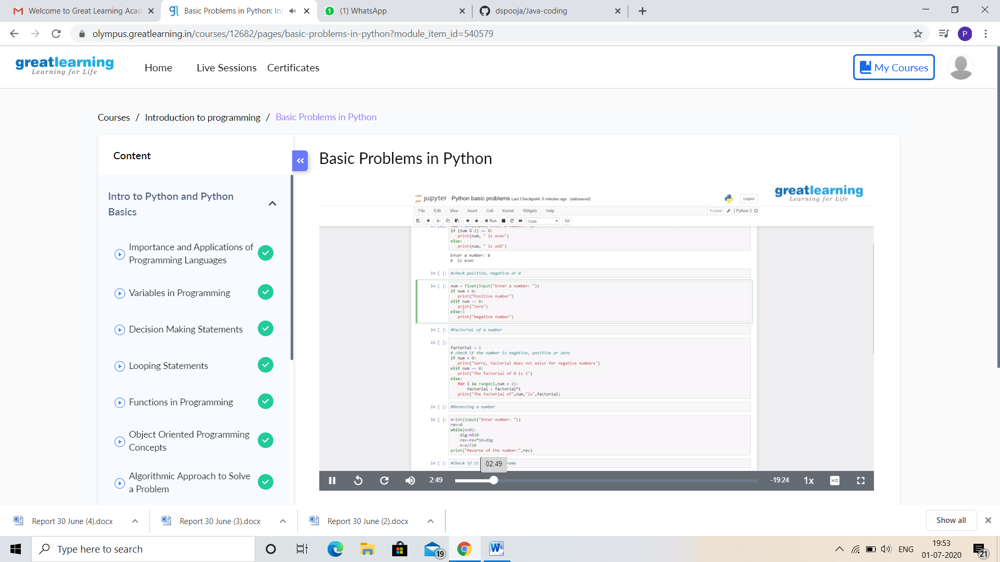 Welcome to Great Learning Acad
Basic Problems in Python: Int
(1) WhatsApp
dspooja/Java-coding
olympus.greatlearning.in/courses/12682/pages/basic-problems-in-python?module_item_id=540579
P
greatlearning
Learning for Life
Home
Live Sessions
Certificates
My Courses
Courses / Introduction to programming / Basic Problems in Python
Content
Intro to Python and Python
Basics
Importance and Applications of
Programming Languages
Variables in Programming
Decision Making Statements
Looping Statements
Functions in Programming
Object Oriented Programming
Concepts
Algorithmic Approach to Solve
a Problem
Basic Problems in Python
jupyter Python basic problems Last Checkpoint: 6 minutes ago (autosaved)
Logout
greatlearning
Learning for Life
File Edit View Insert Cell Kernel Widgets Help
Trusted Python 3
Run Code
if (num % 2) == 0:
print(num, " is even")
else:
print(num, " is odd")
Enter a number: 8
8 is even
In [ ]: #check positive, negative or 0
In [ ]: num = float(input("Enter a number: "))
if num > 0:
print("Positive number")
elif num == 0:
print("Zero")
else:
print("Negative number")
In [ ]: #Factorial of a number
In [ ]:
factorial = 1
# check if the number is negative, positive or zero
if num < 0:
print("Sorry, factorial does not exist for negative numbers")
elif num == 0:
print("The factorial of 0 is 1")
else:
for i in range(1,num + 1):
factorial = factorial*i
print("The factorial of",num,"is",factorial)
In [ ]: #Reversing a number
In [ ]: n=int(input("Enter number: "))
rev=0
while(n>0):
dig=n%10
rev=rev*10+dig
n=n//10
print("Reverse of the number:",rev)
In [ ]: #Check if it
02:49
2:49
-19:24
1x
HD
Report 30 June (4).docx
Report 30 June (3).docx
Report 30 June (2).docx
Show all
Type here to search
19
ENG
19:53
01-07-2020
21